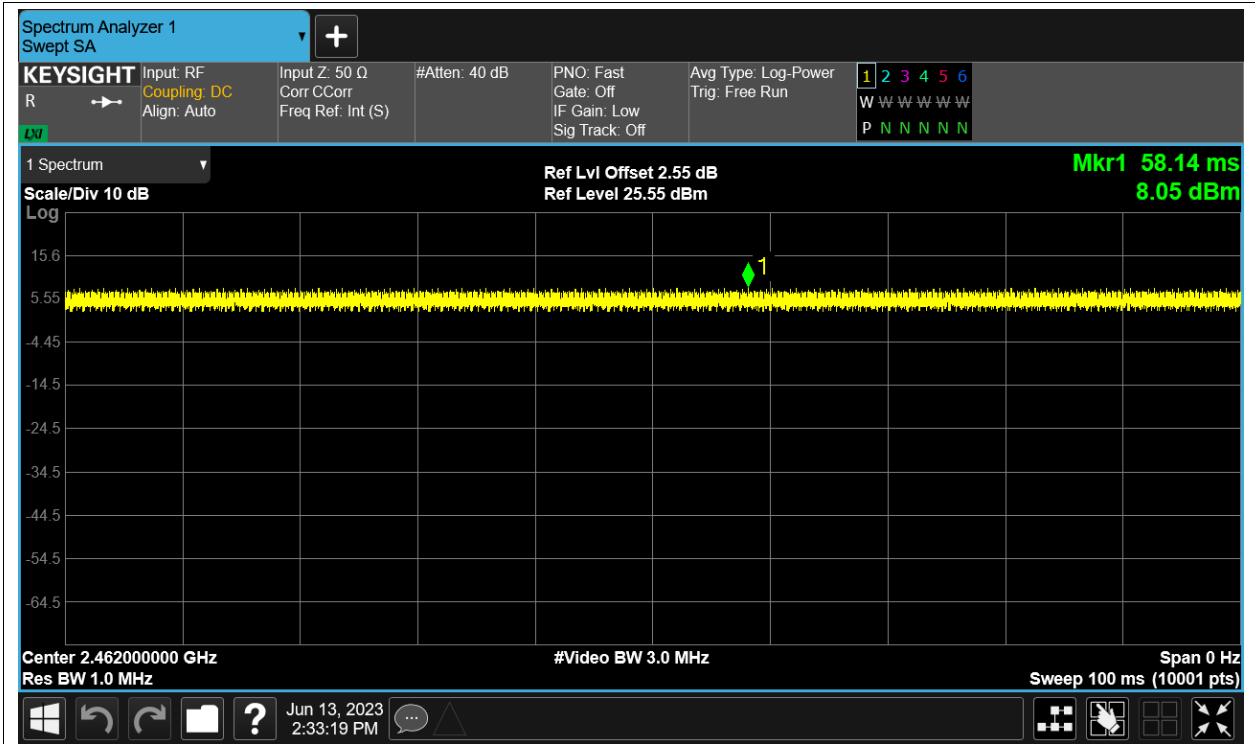 Spectrum Analyzer 1
Swept SA
+
KEYSIGHT
R
LXI
Input: RF
Coupling: DC
Align: Auto
Input Z: 50 Ω
Corr CCorr
Freq Ref: Int (S)
#Atten: 40 dB
PNO: Fast
Gate: Off
IF Gain: Low
Sig Track: Off
Avg Type: Log-Power
Trig: Free Run
1 2 3 4 5 6
W W W W W W
P N N N N N
1 Spectrum
Scale/Div 10 dB
Log
Ref Lvl Offset 2.55 dB
Ref Level 25.55 dBm
Mkr1 58.14 ms
8.05 dBm
15.6
5.55
-4.45
-14.5
-24.5
-34.5
-44.5
-54.5
-64.5
1
Center 2.462000000 GHz
Res BW 1.0 MHz
#Video BW 3.0 MHz
Span 0 Hz
Sweep 100 ms (10001 pts)
?
Jun 13, 2023
2:33:19 PM